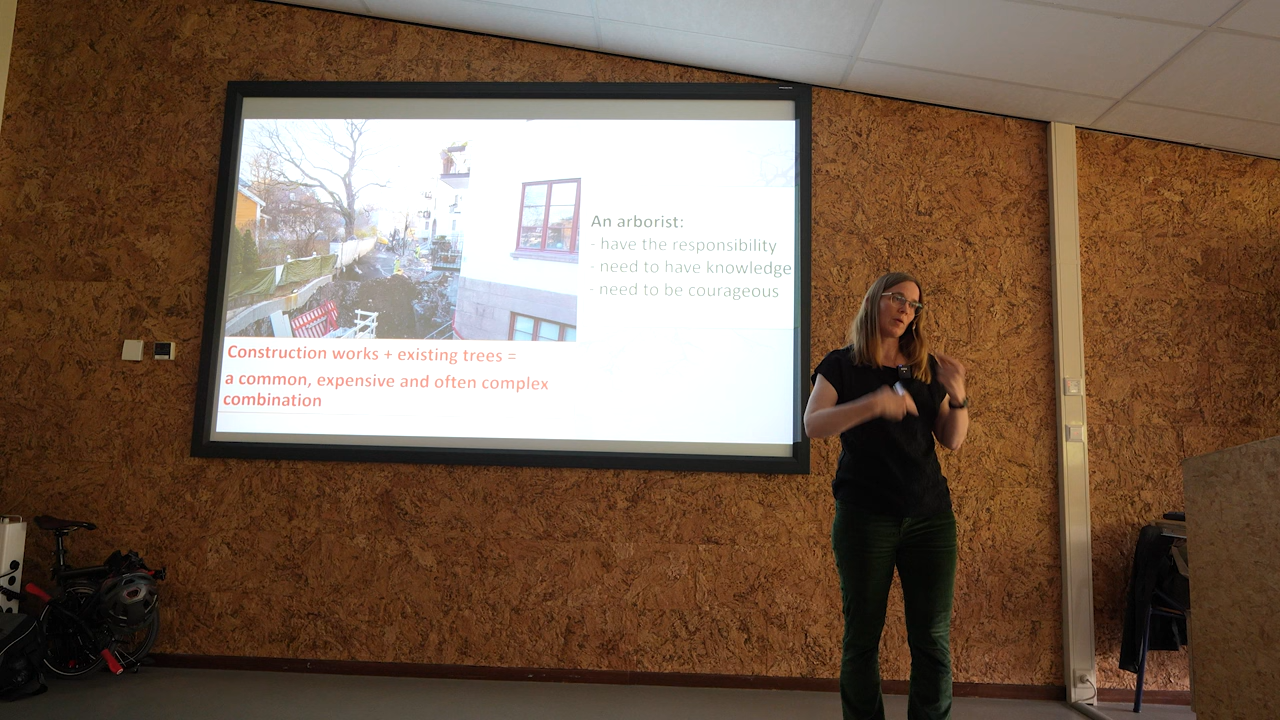 An arborist:
- have the responsibility
- need to have knowledge
- need to be courageous
Construction works + existing trees =
a common, expensive and often complex
combination